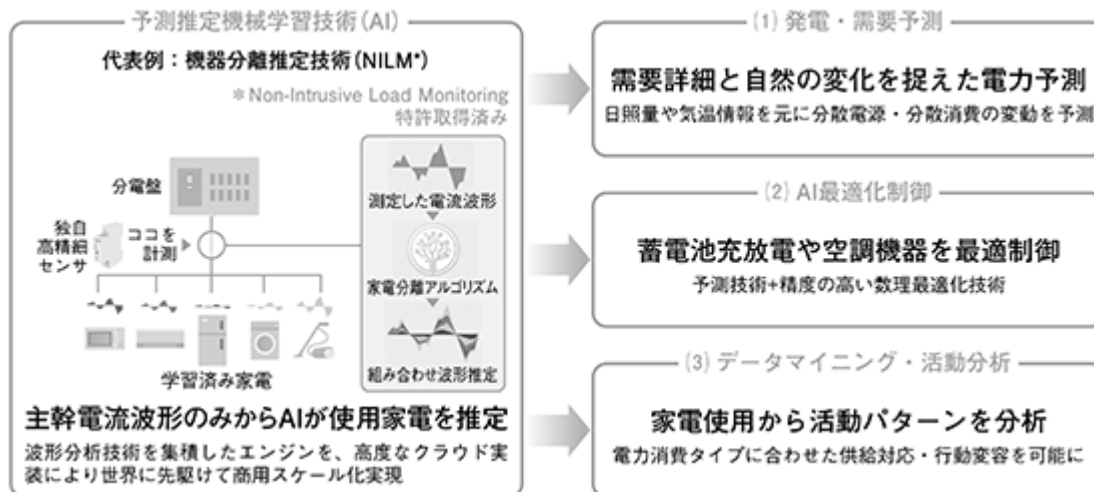 予測推定機械学習技術(AI)
代表例：機器分離推定技術(NILM*)
＊Non-Intrusive Load Monitoring
特許取得済み
分電盤
独自
高精細
センサ
ココを
計測
学習済み家電
測定した電流波形
家電分離アルゴリズム
組み合わせ波形推定
主幹電流波形のみからAIが使用家電を推定
波形分析技術を集積したエンジンを、高度なクラウド実
装により世界に先駆けて商用スケール化実現
(1) 発電・需要予測
需要詳細と自然の変化を捉えた電力予測
日照量や気温情報を元に分散電源・分散消費の変動を予測
(2) AI最適化制御
蓄電池充放電や空調機器を最適制御
予測技術+精度の高い数理最適化技術
(3) データマイニング・活動分析
家電使用から活動パターンを分析
電力消費タイプに合わせた供給対応・行動変容を可能に